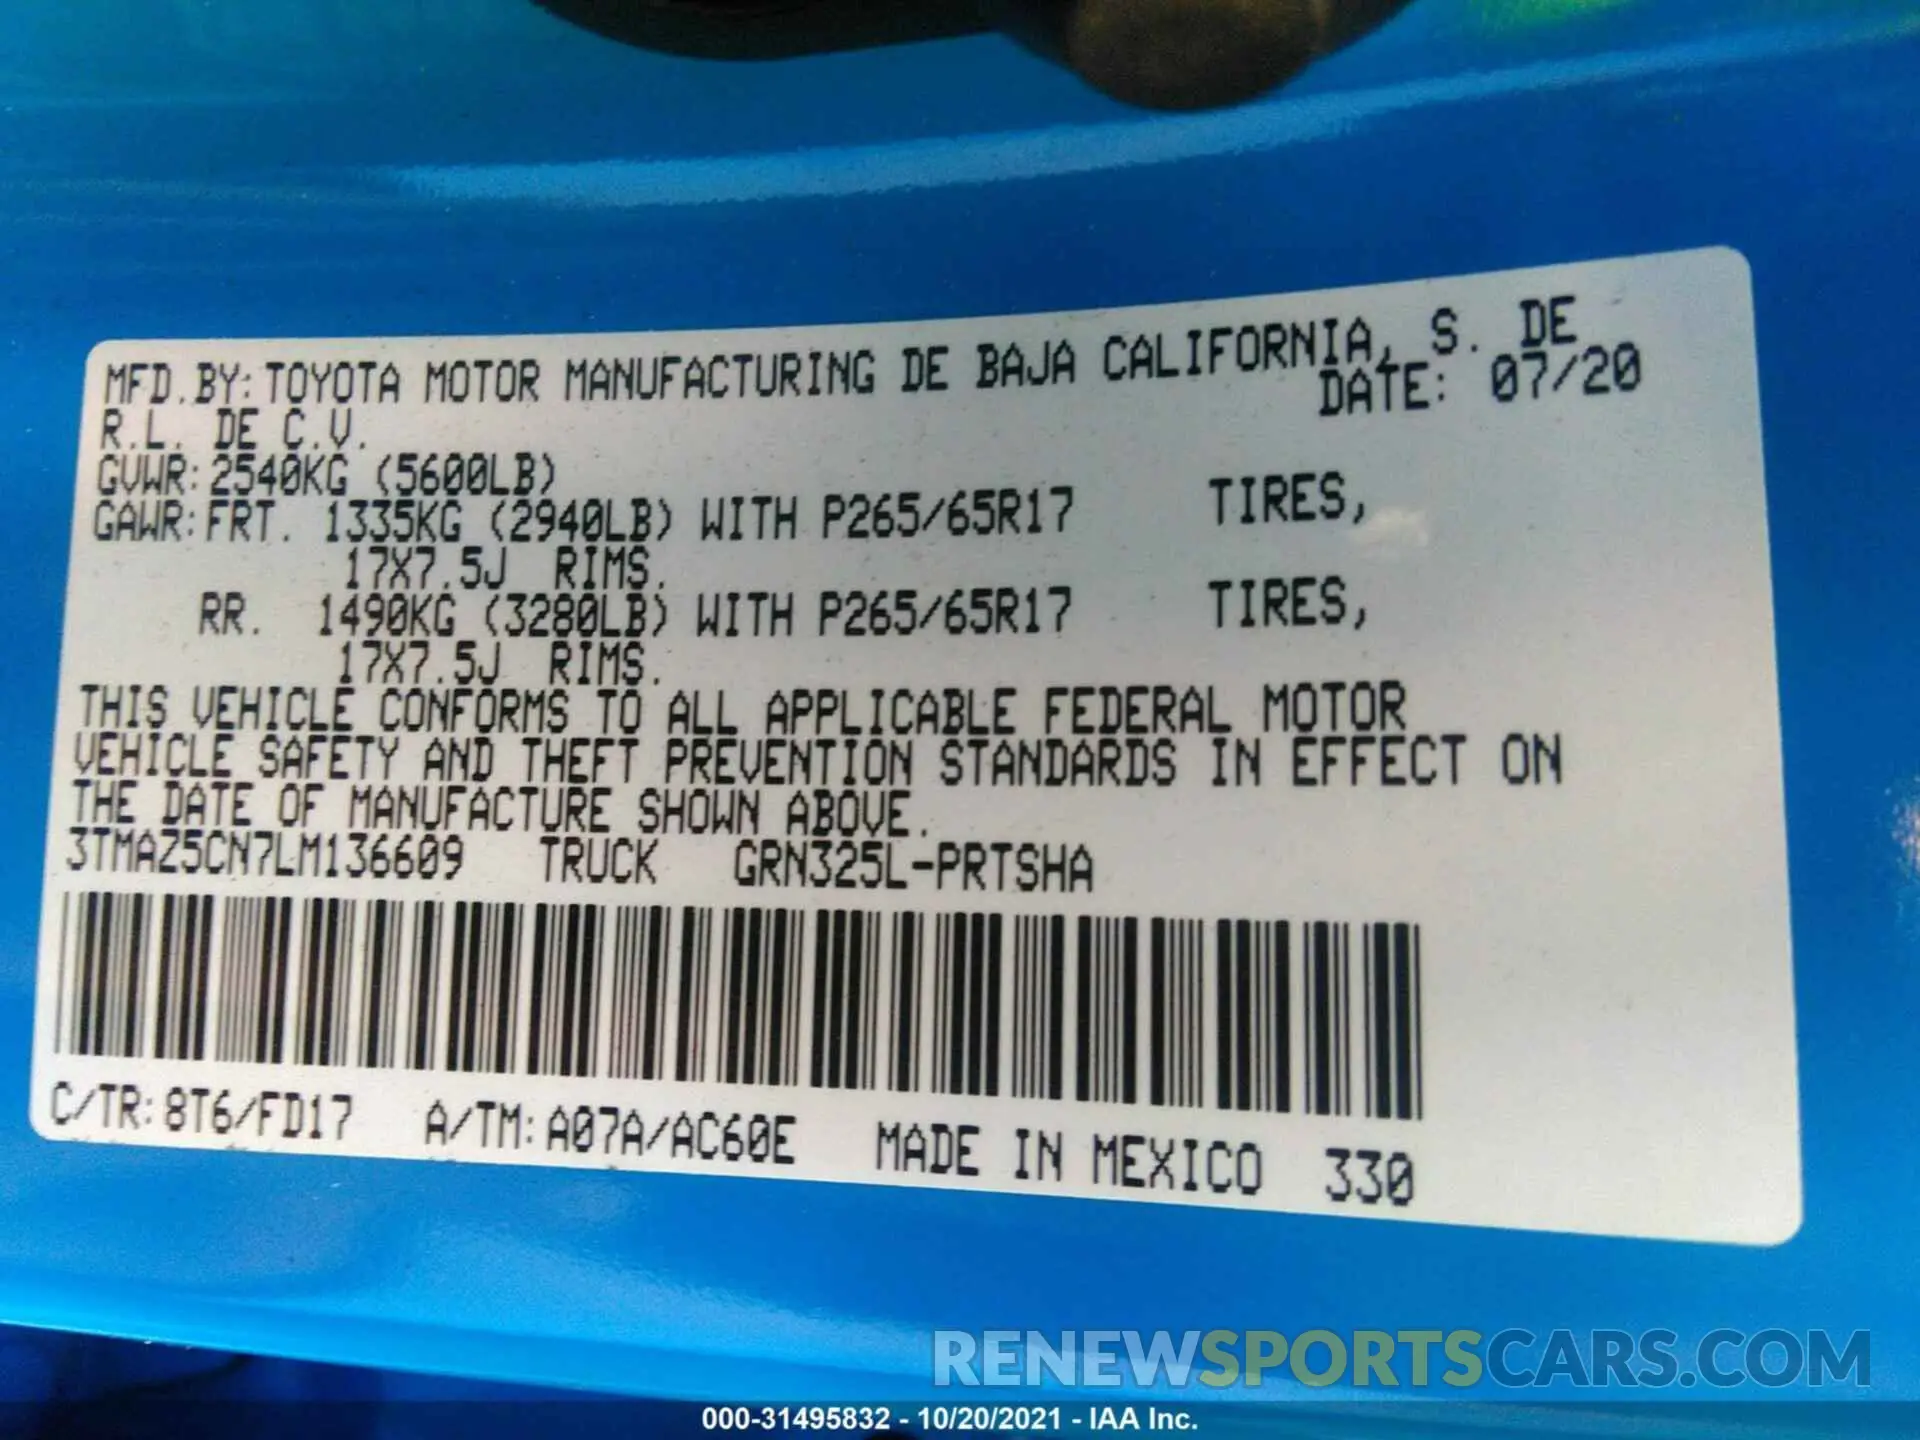 MFD.BY:TOYOTA MOTOR MANUFACTURING DE BAJA CALIFORNIA, S. DE
R.L. DE C.V. DATE: 07/20
GVWR:2540KG (5600LB)
GAWR:FRT. 1335KG (2940LB) WITH P265/65R17 TIRES,
17X7.5J RIMS.
RR. 1490KG (3280LB) WITH P265/65R17 TIRES,
17X7.5J RIMS.
THIS VEHICLE CONFORMS TO ALL APPLICABLE FEDERAL MOTOR
VEHICLE SAFETY AND THEFT PREVENTION STANDARDS IN EFFECT ON
THE DATE OF MANUFACTURE SHOWN ABOVE.
3TMAZ5CN7LM136609 TRUCK GRN325L-PRTSHA
C/TR:8T6/FD17 A/TM:A07A/AC60E MADE IN MEXICO 330
RENEWSPORTSCARS.COM
000-31495832 - 10/20/2021 - IAA Inc.